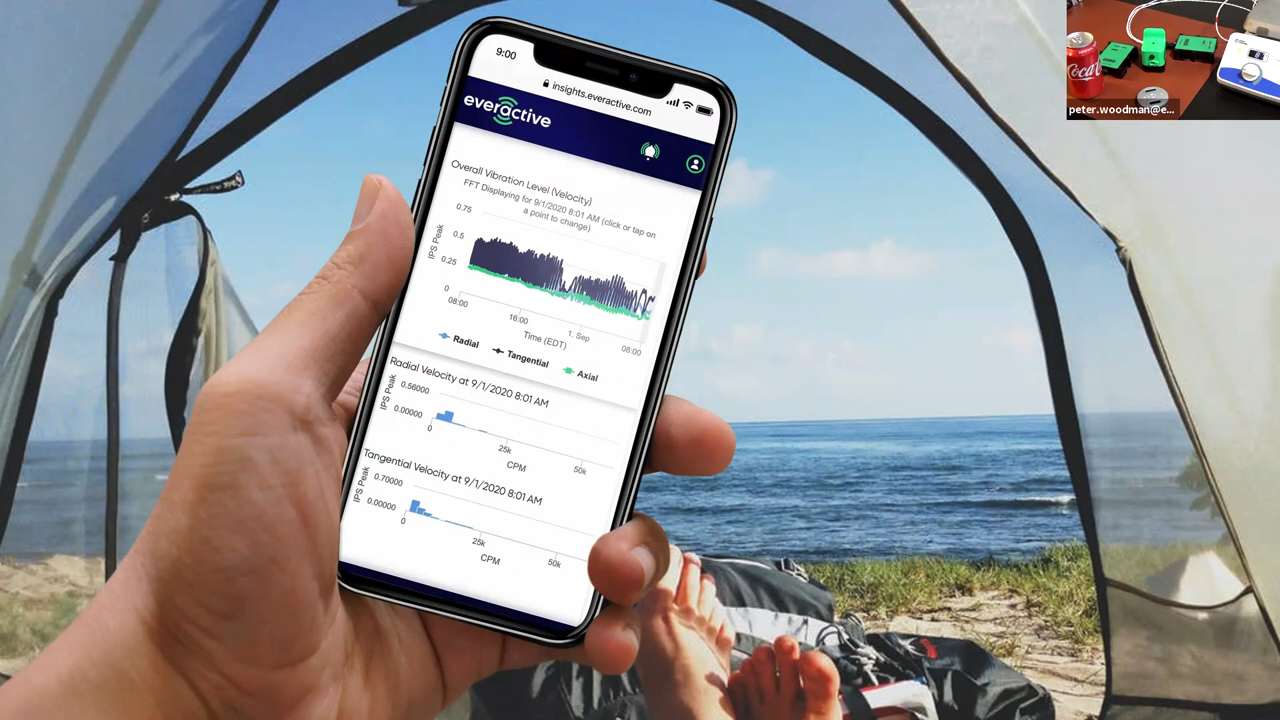 9:00
insights.everactive.com
everactive
Overall Vibration Level (Velocity)
FFT Displaying for 9/1/2020 8:01 AM (click or tap on
a point to change)
IPS Peak
0.75
0.5
0.25
0
08:00
16:00
1. Sep
08:00
Time (EDT)
Radial
Tangential
Axial
Radial Velocity at 9/1/2020 8:01 AM
IPS Peak
0.56000
0.00000
0
25k
50k
CPM
Tangential Velocity at 9/1/2020 8:01 AM
IPS Peak
0.70000
0.00000
0
25k
50k
CPM
Coca
peter.woodman@e...